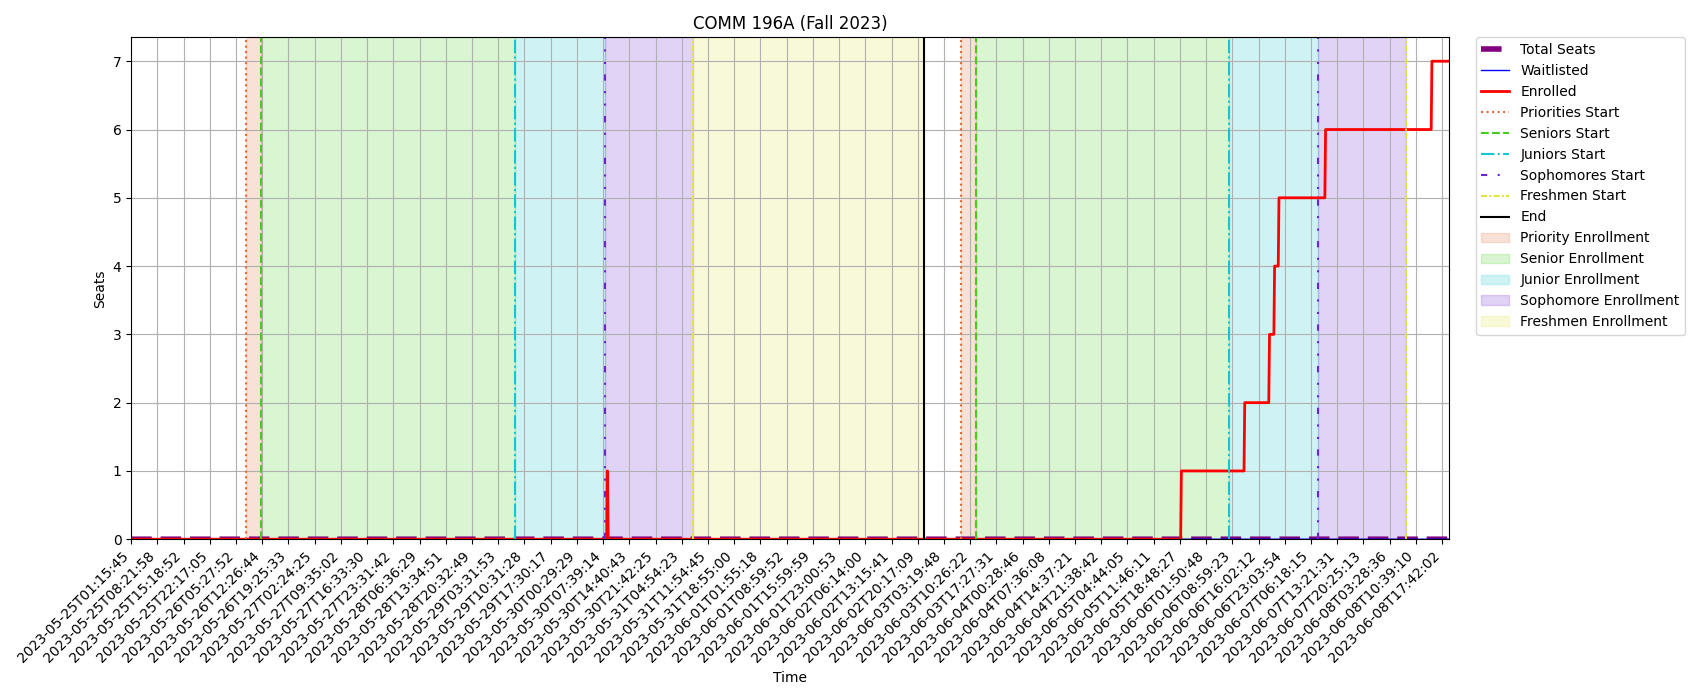 COMM 196A (Fall 2023)
Seats
7
6
5
4
3
2
1
0
2023-05-25T01:15:45
2023-05-25T08:21:58
2023-05-25T15:18:52
2023-05-25T22:17:05
2023-05-26T05:27:52
2023-05-26T12:26:44
2023-05-26T19:25:33
2023-05-27T02:24:25
2023-05-27T09:35:02
2023-05-27T16:33:30
2023-05-27T23:31:42
2023-05-28T06:36:29
2023-05-28T13:34:51
2023-05-28T20:32:49
2023-05-29T03:31:53
2023-05-29T10:31:28
2023-05-29T17:30:17
2023-05-30T00:29:29
2023-05-30T07:39:14
2023-05-30T14:40:43
2023-05-30T21:42:25
2023-05-31T04:54:23
2023-05-31T11:54:45
2023-05-31T18:55:00
2023-06-01T01:55:18
2023-06-01T08:59:52
2023-06-01T15:59:59
2023-06-01T23:00:53
2023-06-02T06:14:00
2023-06-02T13:15:41
2023-06-02T20:17:09
2023-06-03T03:19:48
2023-06-03T10:26:22
2023-06-03T17:27:31
2023-06-04T00:28:46
2023-06-04T07:36:08
2023-06-04T14:37:21
2023-06-04T21:38:42
2023-06-05T04:44:05
2023-06-05T11:46:11
2023-06-05T18:48:27
2023-06-06T01:50:48
2023-06-06T08:59:23
2023-06-06T16:02:12
2023-06-06T23:03:54
2023-06-07T06:18:15
2023-06-07T13:21:31
2023-06-07T20:25:13
2023-06-08T03:28:36
2023-06-08T10:39:10
2023-06-08T17:42:02
Time
Total Seats
Waitlisted
Enrolled
Priorities Start
Seniors Start
Juniors Start
Sophomores Start
Freshmen Start
End
Priority Enrollment
Senior Enrollment
Junior Enrollment
Sophomore Enrollment
Freshmen Enrollment